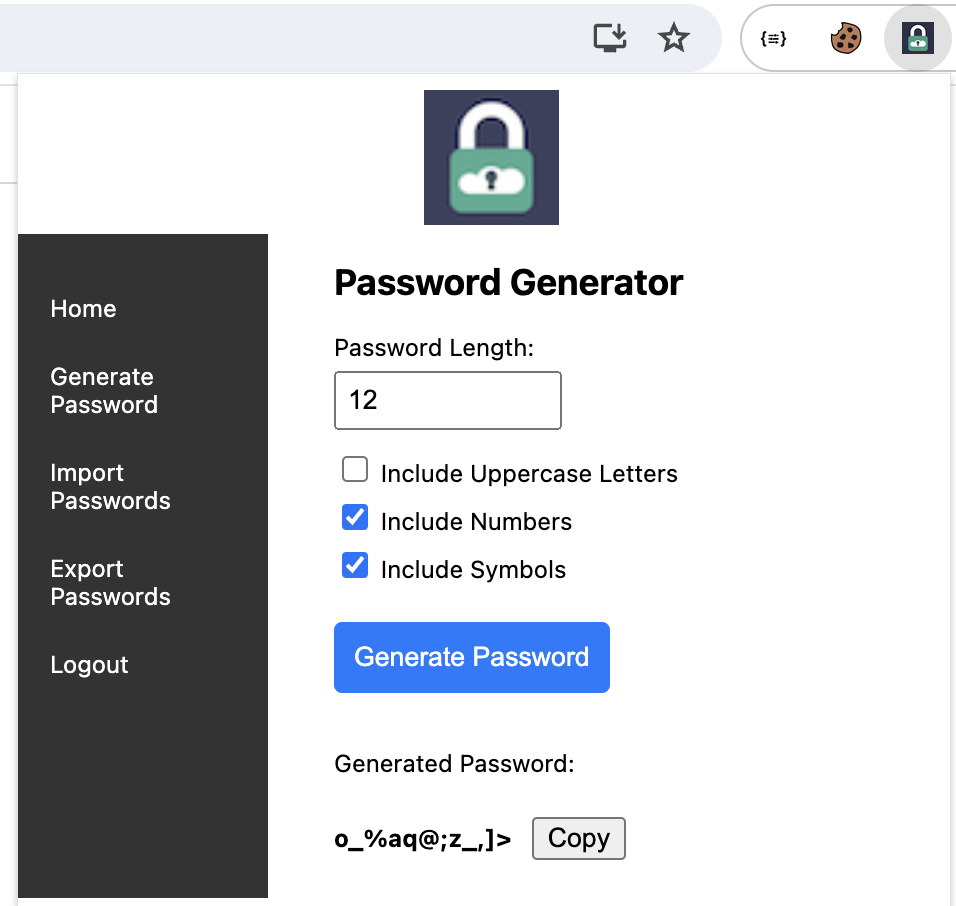 {≡}
Password Generator
Home
Password Length:
12
Generate
Password
Include Uppercase Letters
Import
Passwords
Include Numbers
Include Symbols
Export
Passwords
Generate Password
Logout
Generated Password:
o_%aq@;z_,]>
Copy